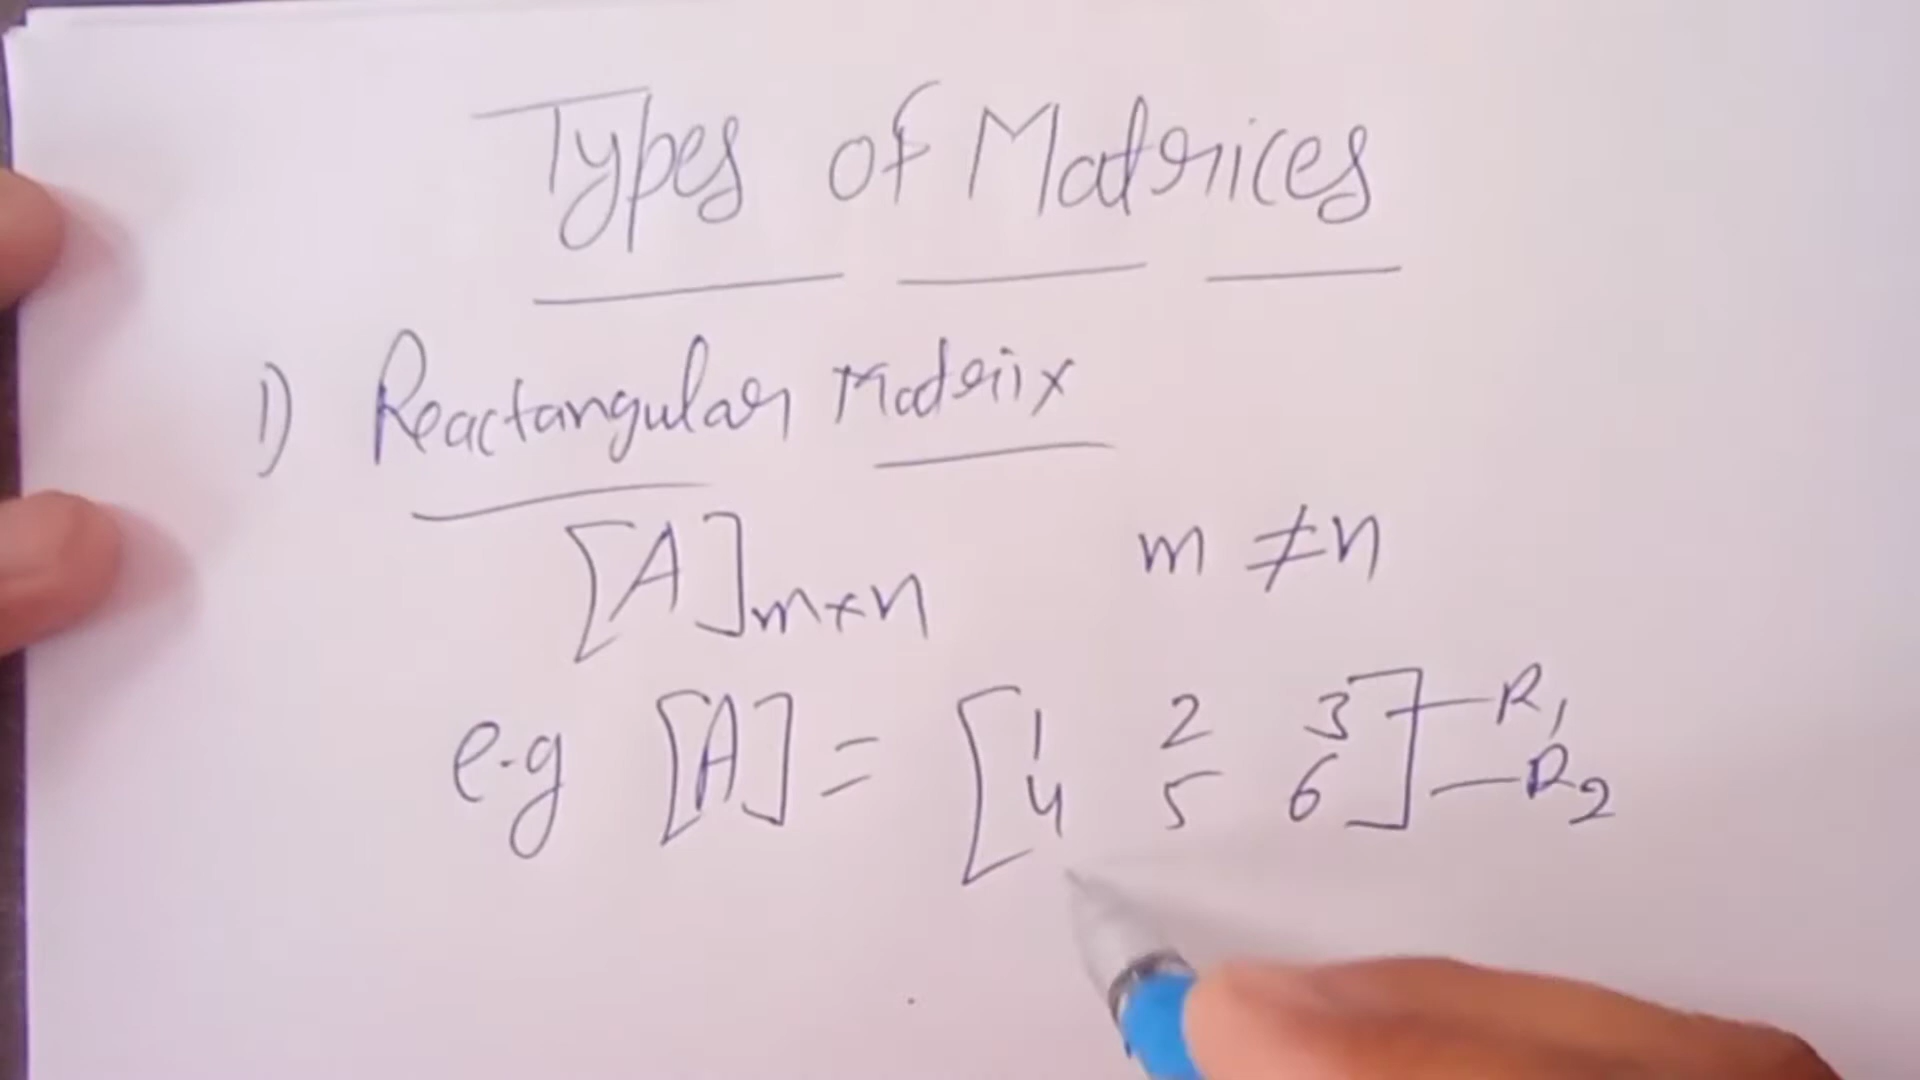 Types of Matrices
1) Reactangular Matrix
[A]m×n m ≠ n
e.g [A] = [1 2 3 — R1
4 5 6] — R2